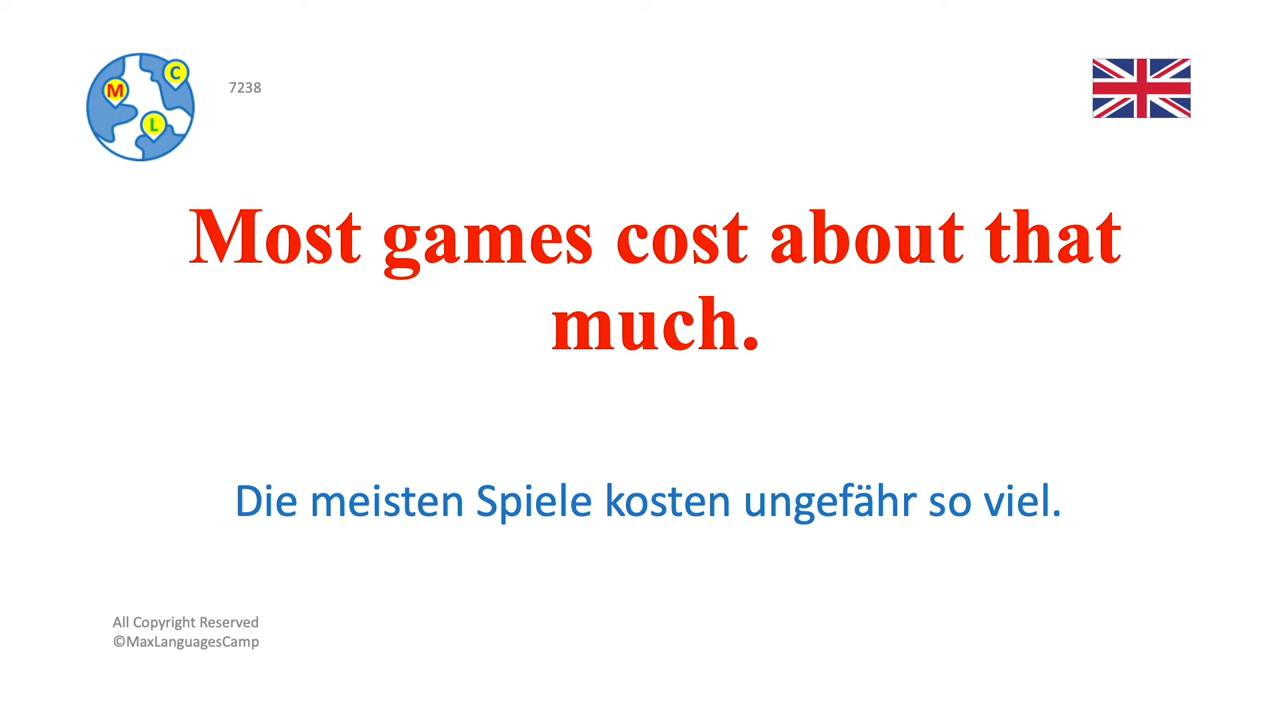 M
C
L
7238
Most games cost about that
much.
Die meisten Spiele kosten ungefähr so viel.
All Copyright Reserved
©MaxLanguagesCamp